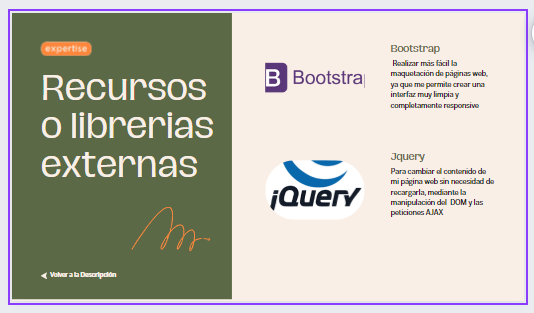 expertise
Recursos
o librerias
externas
Volver a la Descripción
B Bootstrap
Bootstrap
Realizar más fácil la
maquetación de páginas web,
ya que me permite crear una
interfaz muy limpia y
completamente responsive
jQuery
Jquery
Para cambiar el contenido de
mi página web sin necesidad de
recargarla, mediante la
manipulación del DOM y las
peticiones AJAX